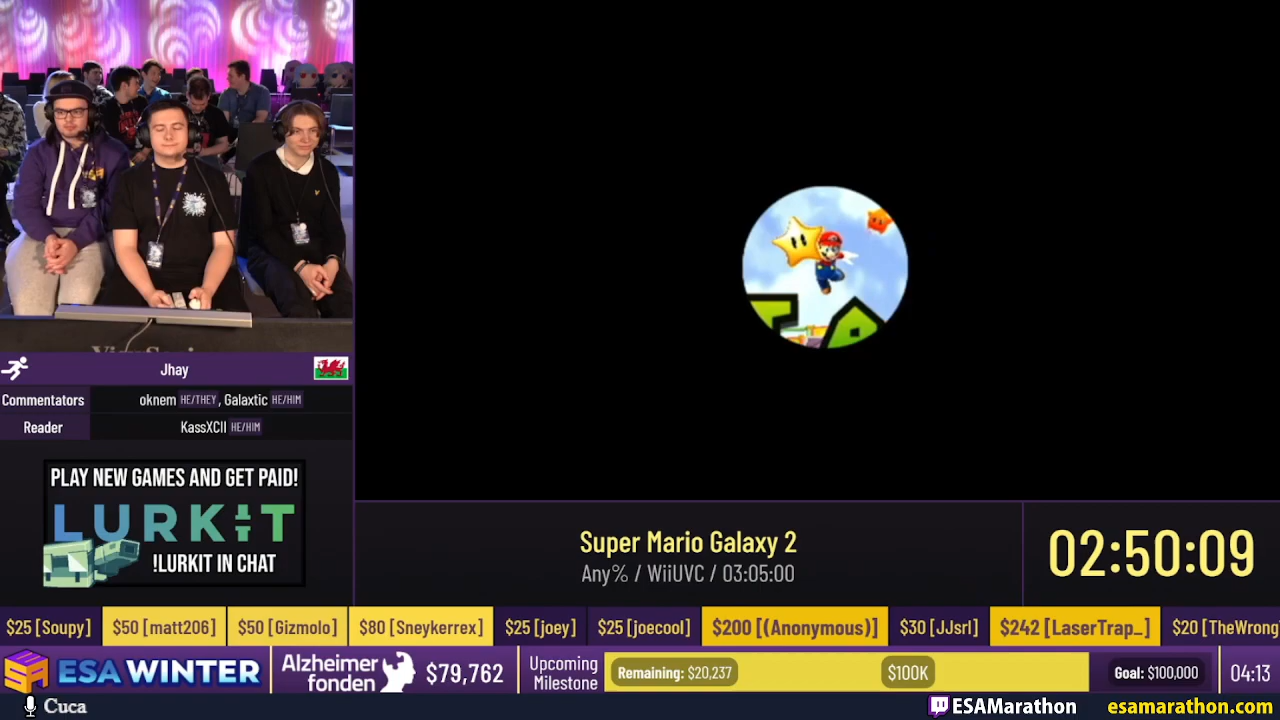 Jhay
Commentators oknem HE/THEY, Galaxtic HE/HIM
Reader KassXCII HE/HIM
PLAY NEW GAMES AND GET PAID!
LURKIT
!LURKIT IN CHAT
Super Mario Galaxy 2
Any% / WiiUVC / 03:05:00
02:50:09
$25 [Soupy] $50 [matt206] $50 [Gizmolo] $80 [Sneykerrex] $25 [joey] $25 [joecool] $200 [(Anonymous)] $30 [JJsrl] $242 [LaserTrap_] $20 [TheWrong
ESA WINTER
Alzheimer
fonden
$79,762
Upcoming
Milestone
Remaining: $20,237
$100K
Goal: $100,000
04:13
Cuca
ESAMarathon
esamarathon.com